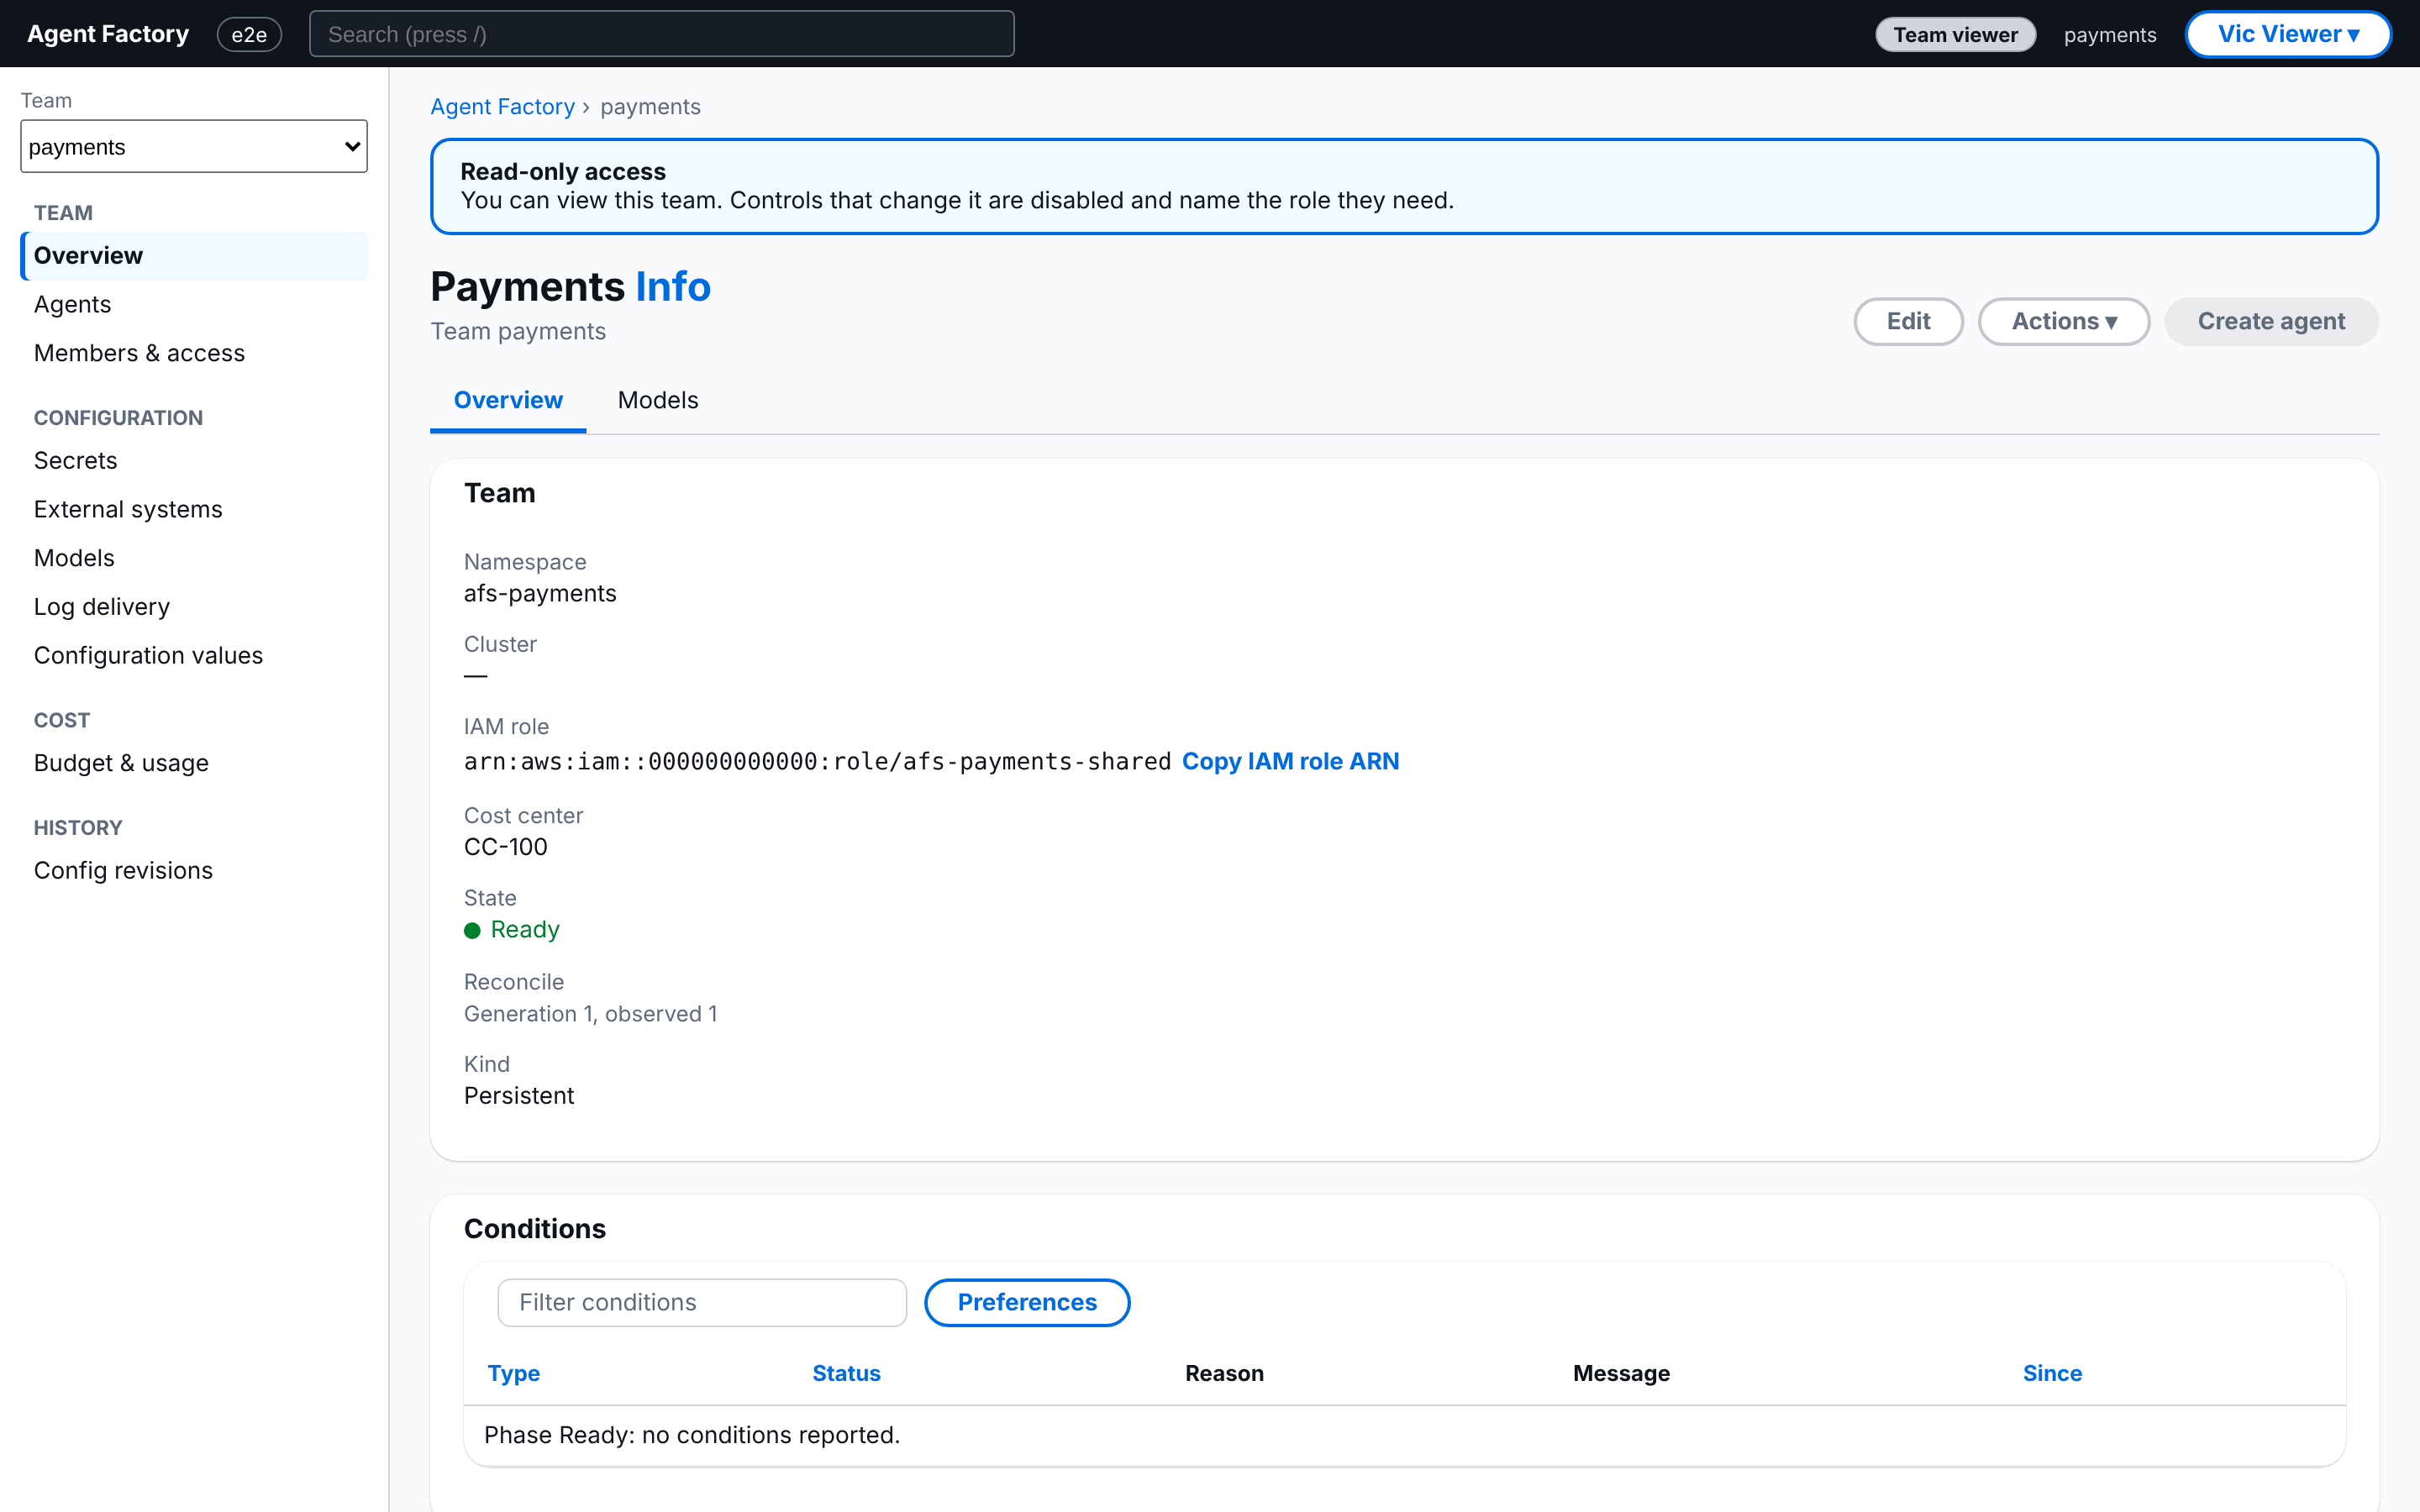 Agent Factory e2e Search (press /) Team viewer payments Vic Viewer ▾
Team
payments
TEAM
Overview
Agents
Members & access
CONFIGURATION
Secrets
External systems
Models
Log delivery
Configuration values
COST
Budget & usage
HISTORY
Config revisions
Agent Factory › payments
Read-only access
You can view this team. Controls that change it are disabled and name the role they need.
Payments Info
Team payments
Edit Actions ▾ Create agent
Overview Models
Team
Namespace
afs-payments
Cluster
—
IAM role
arn:aws:iam::000000000000:role/afs-payments-shared Copy IAM role ARN
Cost center
CC-100
State
Ready
Reconcile
Generation 1, observed 1
Kind
Persistent
Conditions
Filter conditions Preferences
Type Status Reason Message Since
Phase Ready: no conditions reported.